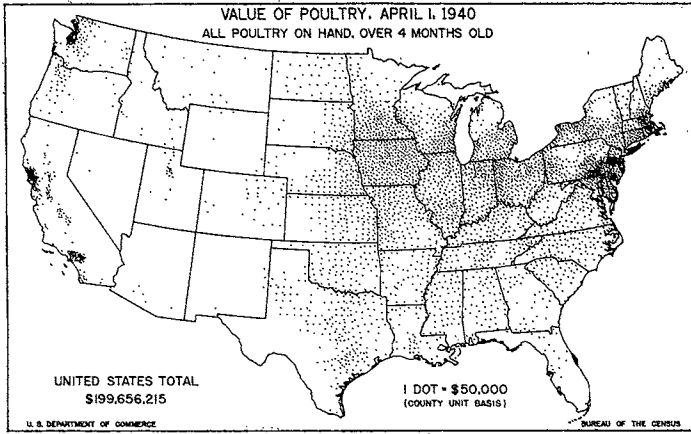 VALUE OF POULTRY, APRIL 1, 1940
ALL POULTRY ON HAND, OVER 4 MONTHS OLD
UNITED STATES TOTAL
$199,656,215
1 DOT = $50,000
(COUNTY UNIT BASIS)
U. S. DEPARTMENT OF COMMERCE
BUREAU OF THE CENSUS